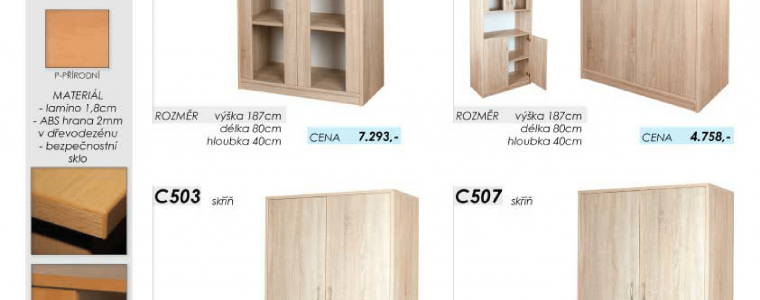 P-PŘÍRODNÍ
MATERIÁL
- lamino 1,8cm
- ABS hrana 2mm
v dřevodezénu
- bezpečnostní
sklo
ROZMĚR výška 187cm
délka 80cm
hloubka 40cm
CENA 7.293,-
ROZMĚR výška 187cm
délka 80cm
hloubka 40cm
CENA 4.758,-
C503 skříň
C507 skříň